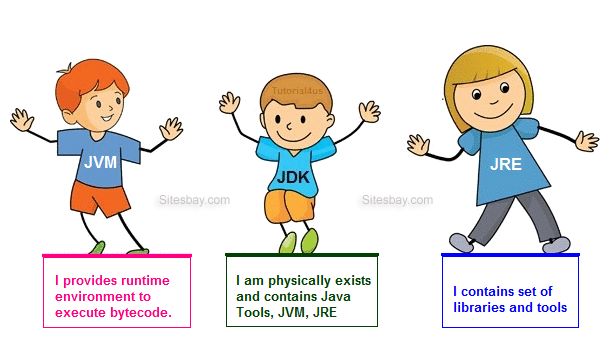 Tutorial4us
JVM
JDK
JRE
Sitesbay.com
Sitesbay.com
I provides runtime
environment to
execute bytecode.
I am physically exists
and contains Java
Tools, JVM, JRE
I contains set of
libraries and tools